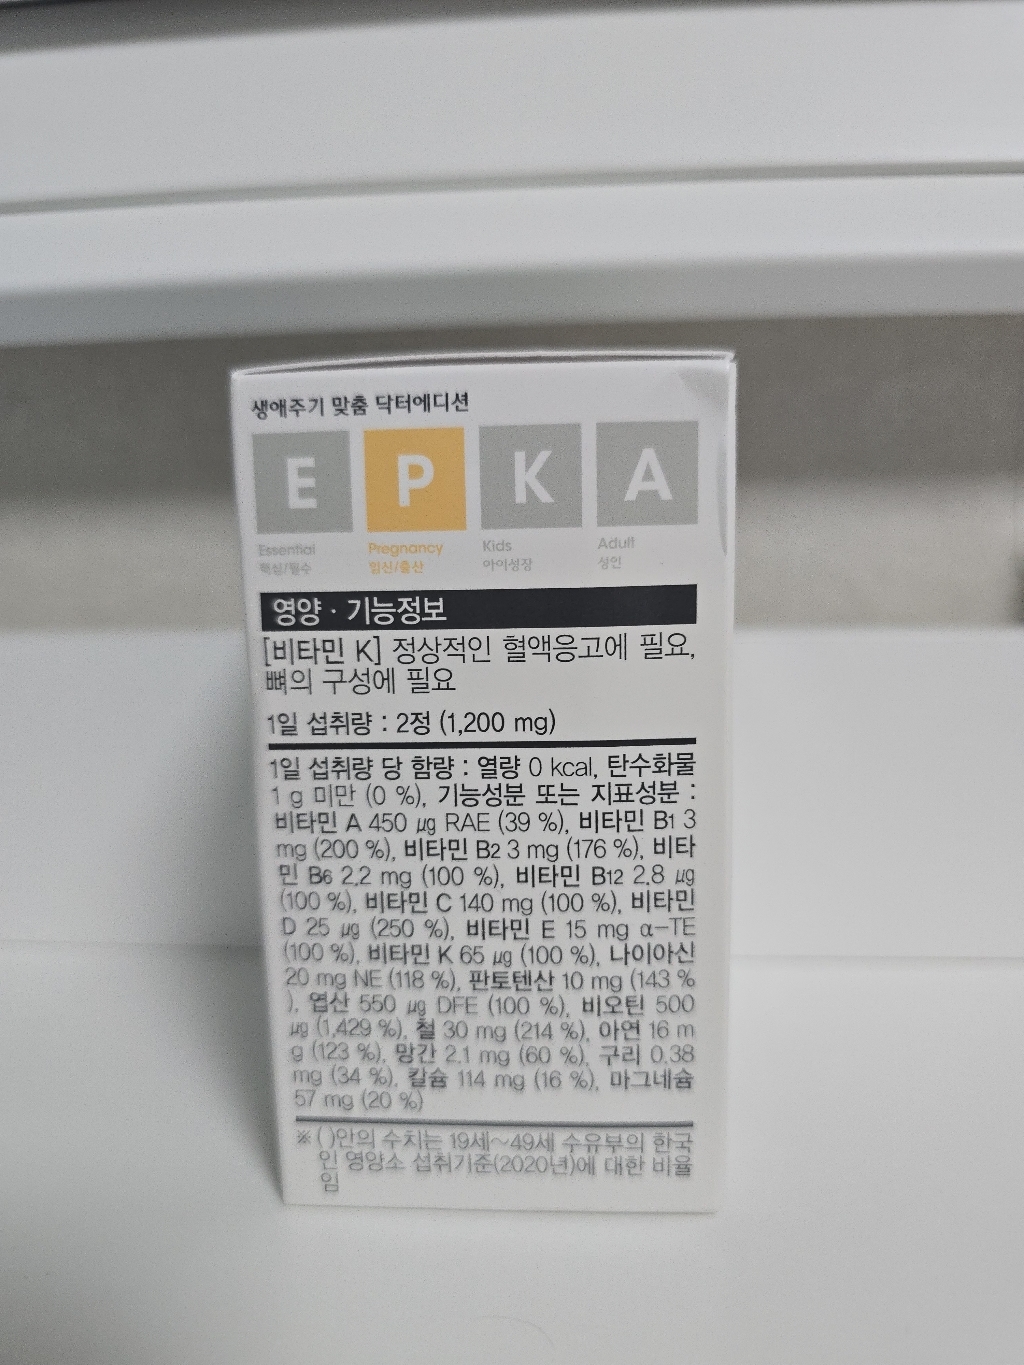 생애주기 맞춤 닥터에디션
E P K A
Essential Pregnancy Kids Adult
핵심/필수 임신/출산 아이성장 성인
영양 · 기능정보
[비타민 K] 정상적인 혈액응고에 필요,
뼈의 구성에 필요
1일 섭취량 : 2정 (1,200 mg)
1일 섭취량 당 함량 : 열량 0 kcal, 탄수화물
1 g 미만 (0 %), 기능성분 또는 지표성분 :
비타민 A 450 μg RAE (39 %), 비타민 B1 3
mg (200 %), 비타민 B2 3 mg (176 %), 비타
민 B6 2.2 mg (100 %), 비타민 B12 2.8 μg
(100 %), 비타민 C 140 mg (100 %), 비타민
D 25 μg (250 %), 비타민 E 15 mg α-TE
(100 %), 비타민 K 65 μg (100 %), 나이아신
20 mg NE (118 %), 판토텐산 10 mg (143 %
), 엽산 550 μg DFE (100 %), 비오틴 500
μg (1,429 %), 철 30 mg (214 %), 아연 16 m
g (123 %), 망간 2.1 mg (60 %), 구리 0.38
mg (34 %), 칼슘 114 mg (16 %), 마그네슘
57 mg (20 %)
※ ( )안의 수치는 19세~49세 수유부의 한국
인 영양소 섭취기준(2020년)에 대한 비율
임